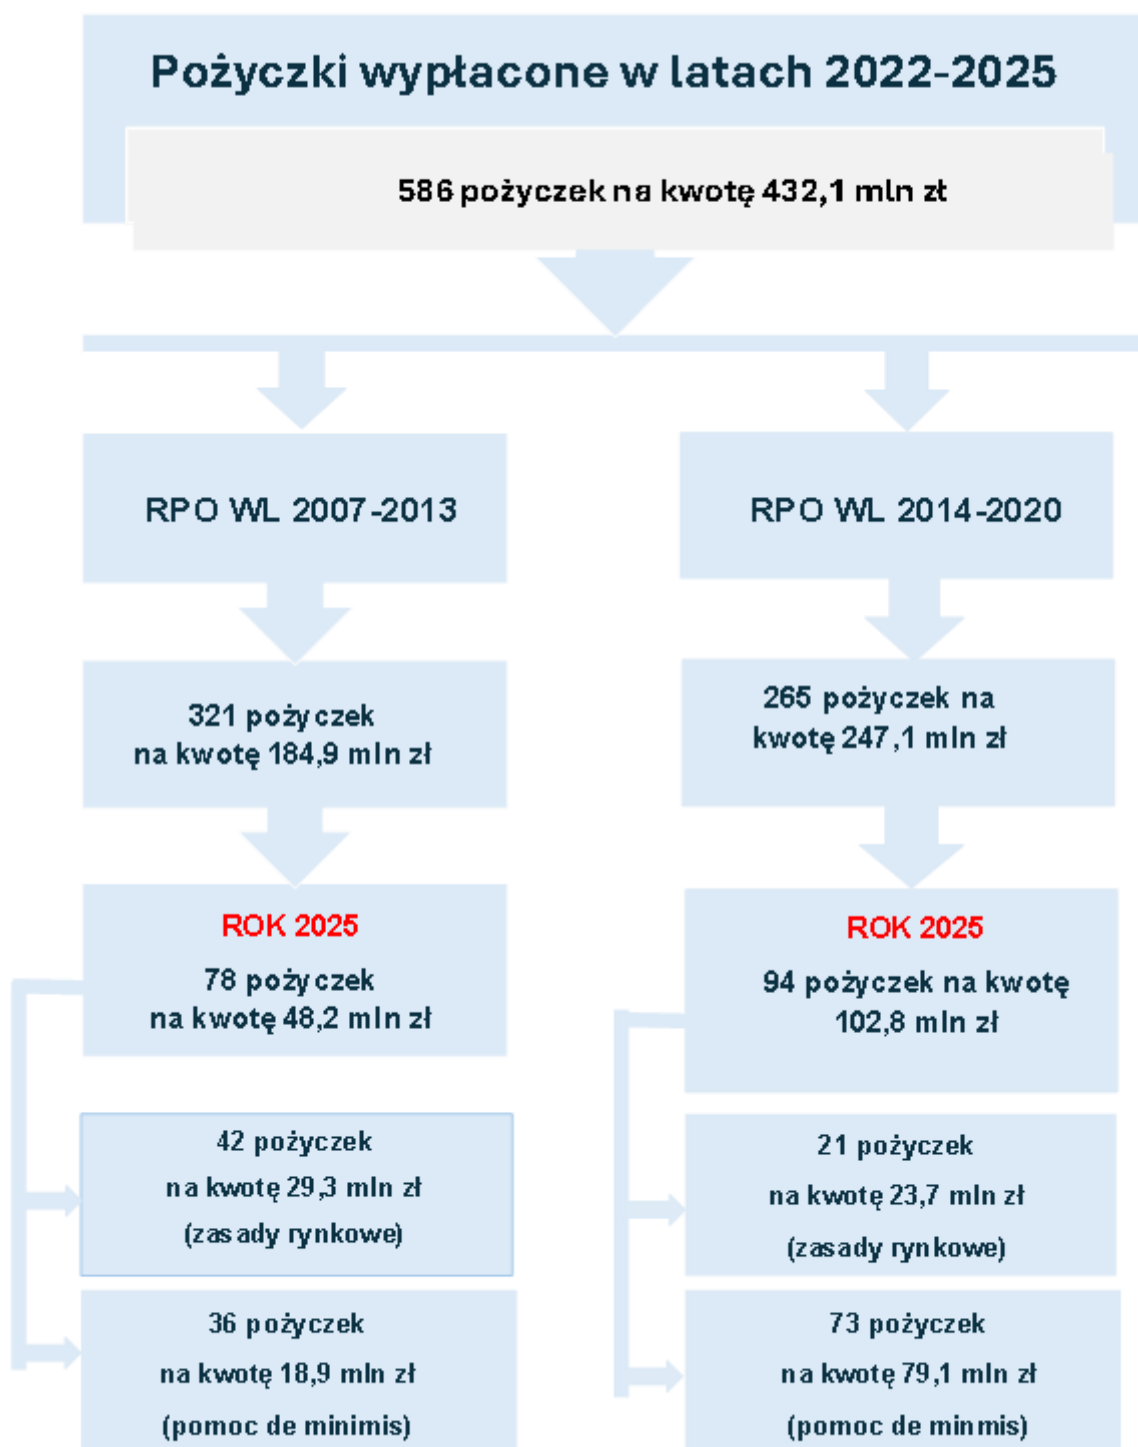 Pożyczki wypłacone w latach 2022-2025
586 pożyczek na kwotę 432,1 mln zł
RPO WL 2007-2013
321 pożyczek
na kwotę 184,9 mln zł
ROK 2025
78 pożyczek
na kwotę 48,2 mln zł
42 pożyczek
na kwotę 29,3 mln zł
(zasady rynkowe)
36 pożyczek
na kwotę 18,9 mln zł
(pomoc de minimis)
RPO WL 2014-2020
265 pożyczek na
kwotę 247,1 mln zł
ROK 2025
94 pożyczek na kwotę
102,8 mln zł
21 pożyczek
na kwotę 23,7 mln zł
(zasady rynkowe)
73 pożyczek
na kwotę 79,1 mln zł
(pomoc de minmis)